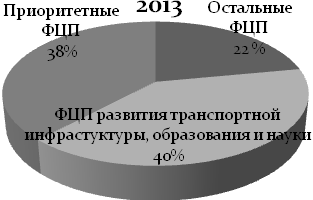 2013
Приоритетные
ФЦП
38%
Остальные
ФЦП
22 %
ФЦП развития транспортной
инфрастуктуры, образования и науки
40%